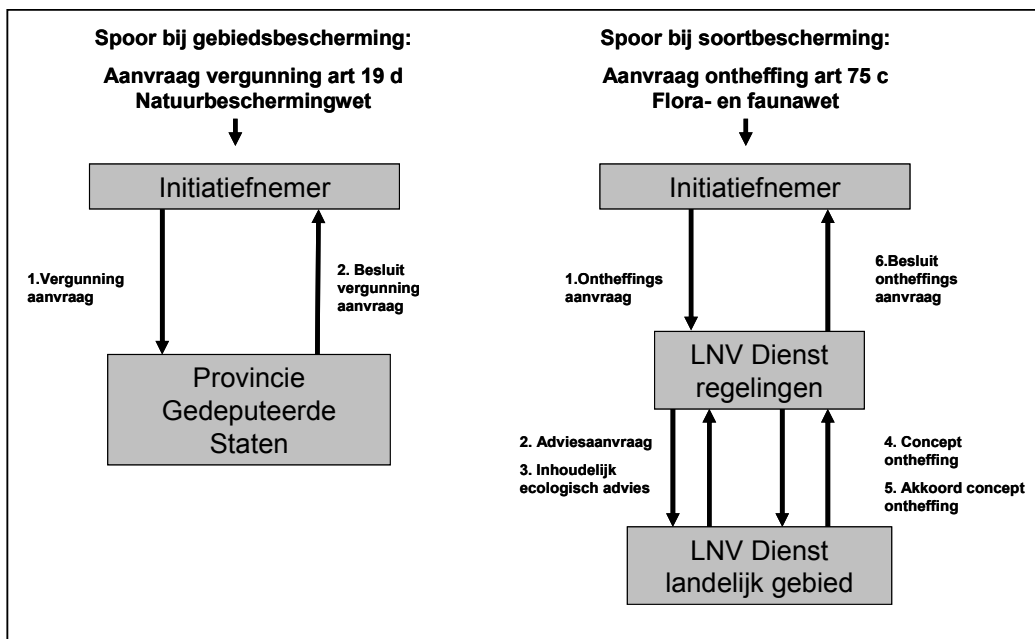 Spoor bij gebiedsbescherming:
Aanvraag vergunning art 19 d
Natuurbeschermingwet
Initiatiefnemer
1.Vergunning
aanvraag
2. Besluit
vergunning
aanvraag
Provincie
Gedeputeerde
Staten
Spoor bij soortbescherming:
Aanvraag ontheffing art 75 c
Flora- en faunawet
Initiatiefnemer
1.Ontheffings
aanvraag
6.Besluit
ontheffings
aanvraag
LNV Dienst
regelingen
2. Adviesaanvraag
3. Inhoudelijk
ecologisch advies
4. Concept
ontheffing
5. Akkoord concept
ontheffing
LNV Dienst
landelijk gebied